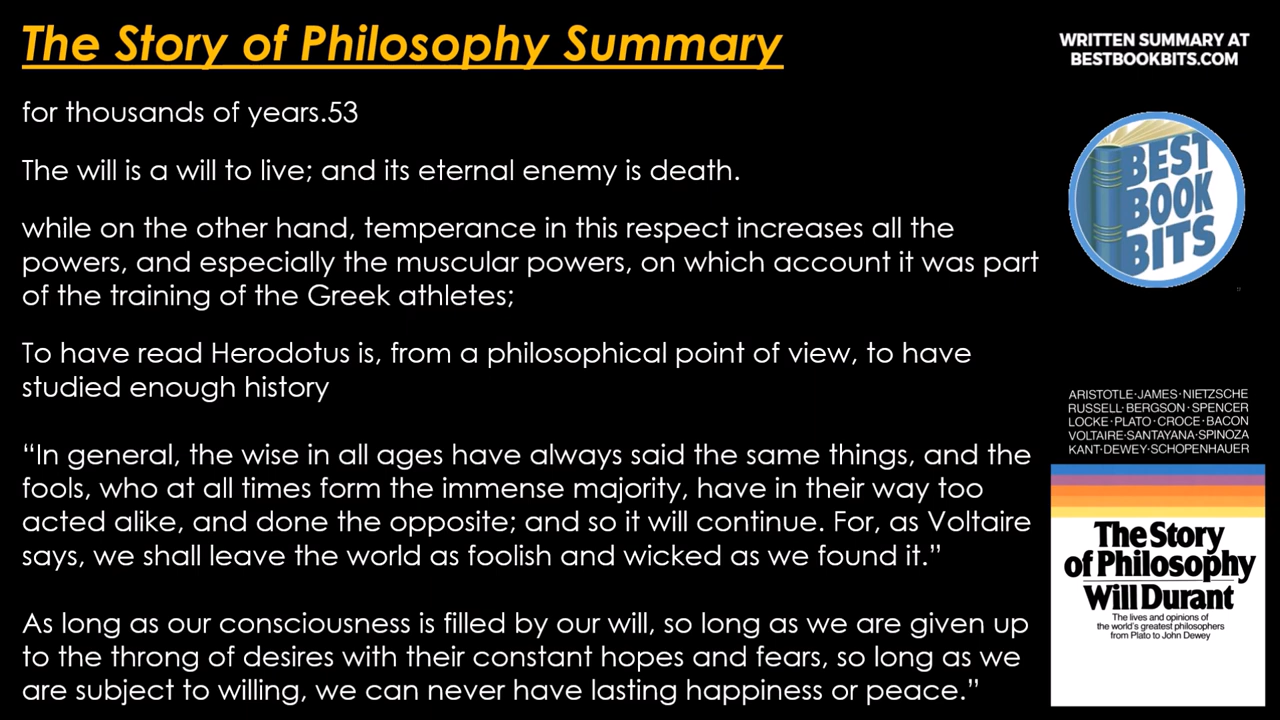 The Story of Philosophy Summary
WRITTEN SUMMARY AT
BESTBOOKBITS.COM
for thousands of years.53
The will is a will to live; and its eternal enemy is death.
while on the other hand, temperance in this respect increases all the
powers, and especially the muscular powers, on which account it was part
of the training of the Greek athletes;
To have read Herodotus is, from a philosophical point of view, to have
studied enough history
“In general, the wise in all ages have always said the same things, and the
fools, who at all times form the immense majority, have in their way too
acted alike, and done the opposite; and so it will continue. For, as Voltaire
says, we shall leave the world as foolish and wicked as we found it.”
As long as our consciousness is filled by our will, so long as we are given up
to the throng of desires with their constant hopes and fears, so long as we
are subject to willing, we can never have lasting happiness or peace.”
BEST
BOOK
BITS
ARISTOTLE·JAMES·NIETZSCHE
RUSSELL·BERGSON·SPENCER
LOCKE·PLATO·CROCE·BACON
VOLTAIRE·SANTAYANA·SPINOZA
KANT·DEWEY·SCHOPENHAUER
The Story
of Philosophy
Will Durant
The lives and opinions of
the world's greatest philosophers
from Plato to John Dewey